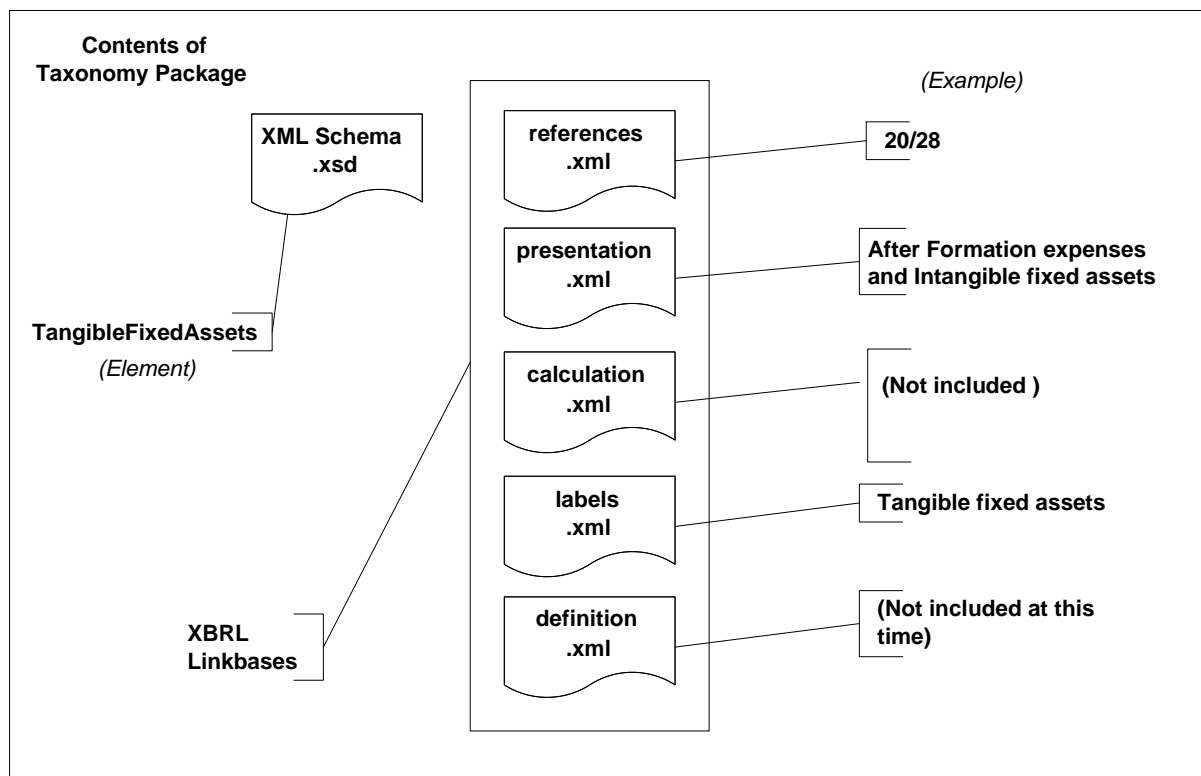 Contents of
Taxonomy Package
(Example)
XML Schema
.xsd
references
.xml
20/28
presentation
.xml
After Formation expenses
and Intangible fixed assets
TangibleFixedAssets
(Element)
calculation
.xml
(Not included )
labels
.xml
Tangible fixed assets
XBRL
Linkbases
definition
.xml
(Not included at this
time)